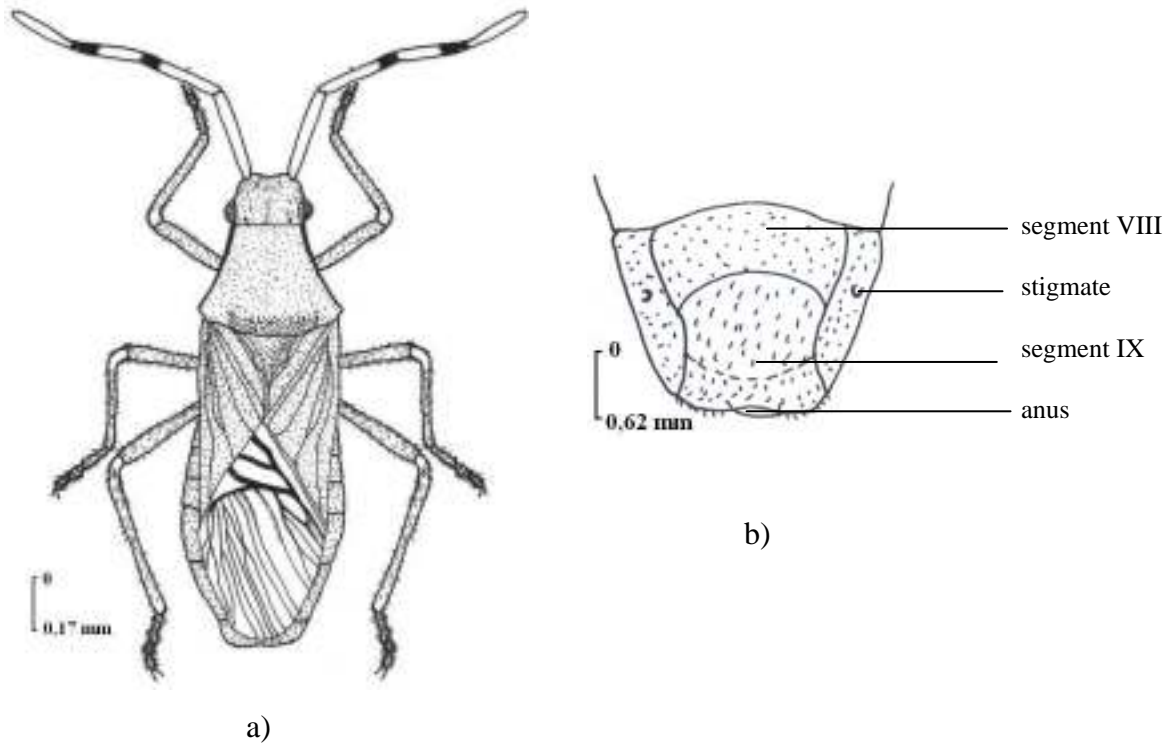 segment VIII
stigmate
segment IX
anus
0
0.62 mm
b)
0
0.17 mm
a)